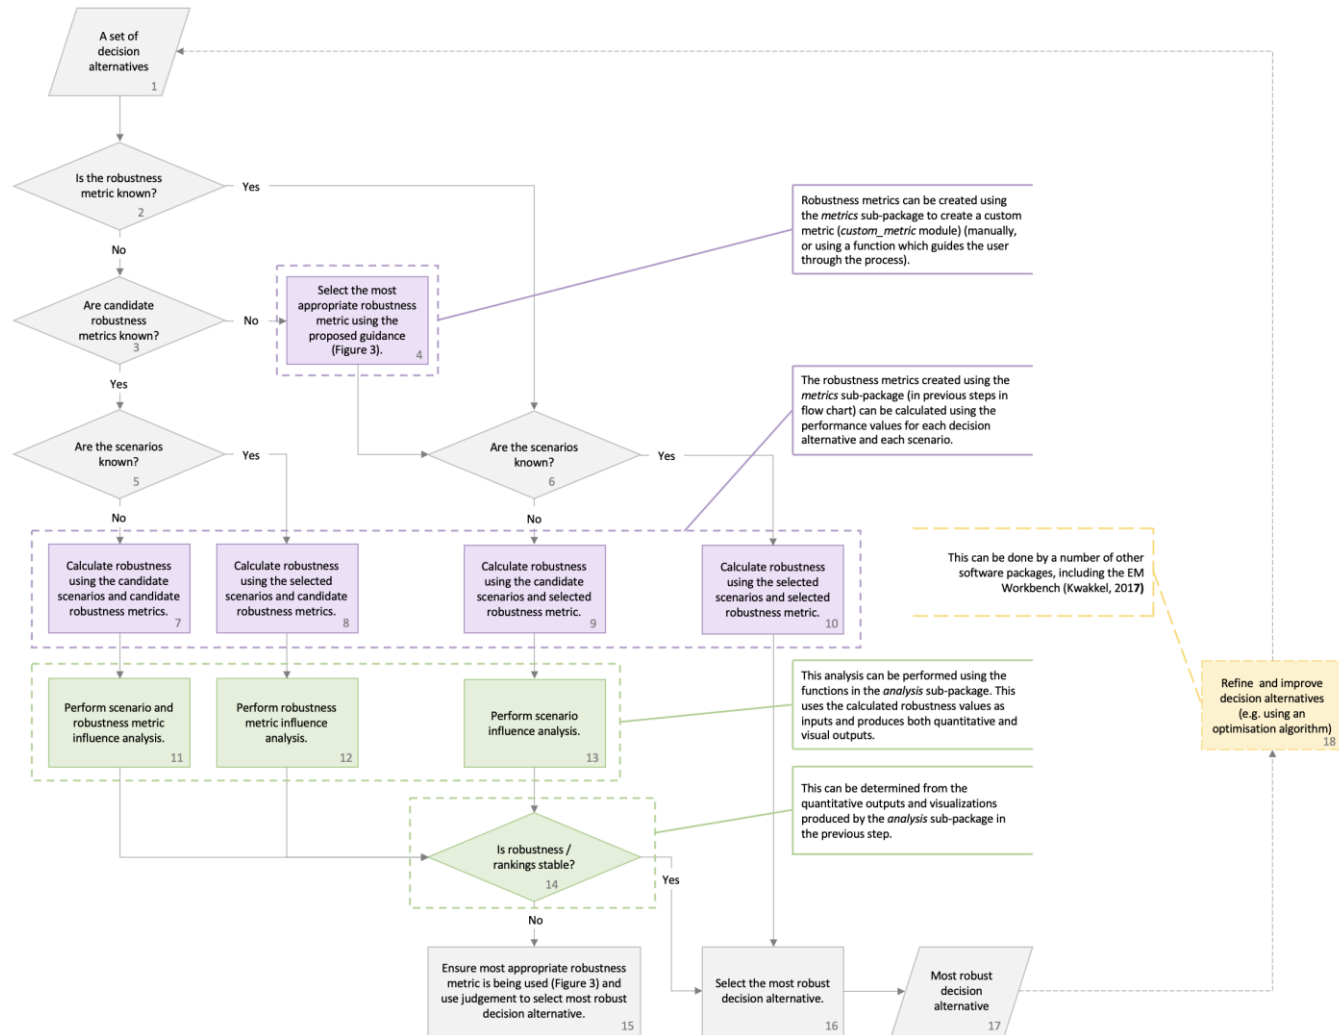 A set of
decision
alternatives
1
Is the robustness
metric known?
2
Yes
No
Robustness metrics can be created using
the metrics sub-package to create a custom
metric (custom_metric module) (manually,
or using a function which guides the user
through the process).
Are candidate
robustness
metrics known?
3
No
Select the most
appropriate robustness
metric using the
proposed guidance
(Figure 3).
4
Yes
The robustness metrics created using the
metrics sub-package (in previous steps in
flow chart) can be calculated using the
performance values for each decision
alternative and each scenario.
Are the scenarios
known?
5
Yes
No
Are the scenarios
known?
6
Yes
No
Calculate robustness
using the candidate
scenarios and candidate
robustness metrics.
7
Calculate robustness
using the selected
scenarios and candidate
robustness metrics.
8
Calculate robustness
using the candidate
scenarios and selected
robustness metric.
9
Calculate robustness
using the selected
scenarios and selected
robustness metric.
10
This can be done by a number of other
software packages, including the EM
Workbench (Kwakkel, 2017)
Perform scenario and
robustness metric
influence analysis.
11
Perform robustness
metric influence
analysis.
12
Perform scenario
influence analysis.
13
This analysis can be performed using the
functions in the analysis sub-package. This
uses the calculated robustness values as
inputs and produces both quantitative and
visual outputs.
Refine and improve
decision alternatives
(e.g. using an
optimisation algorithm)
18
This can be determined from the
quantitative outputs and visualizations
produced by the analysis sub-package in
the previous step.
Is robustness /
rankings stable?
14
Yes
No
Ensure most appropriate robustness
metric is being used (Figure 3) and
use judgement to select most robust
decision alternative.
15
Select the most robust
decision alternative.
16
Most robust
decision
alternative
17